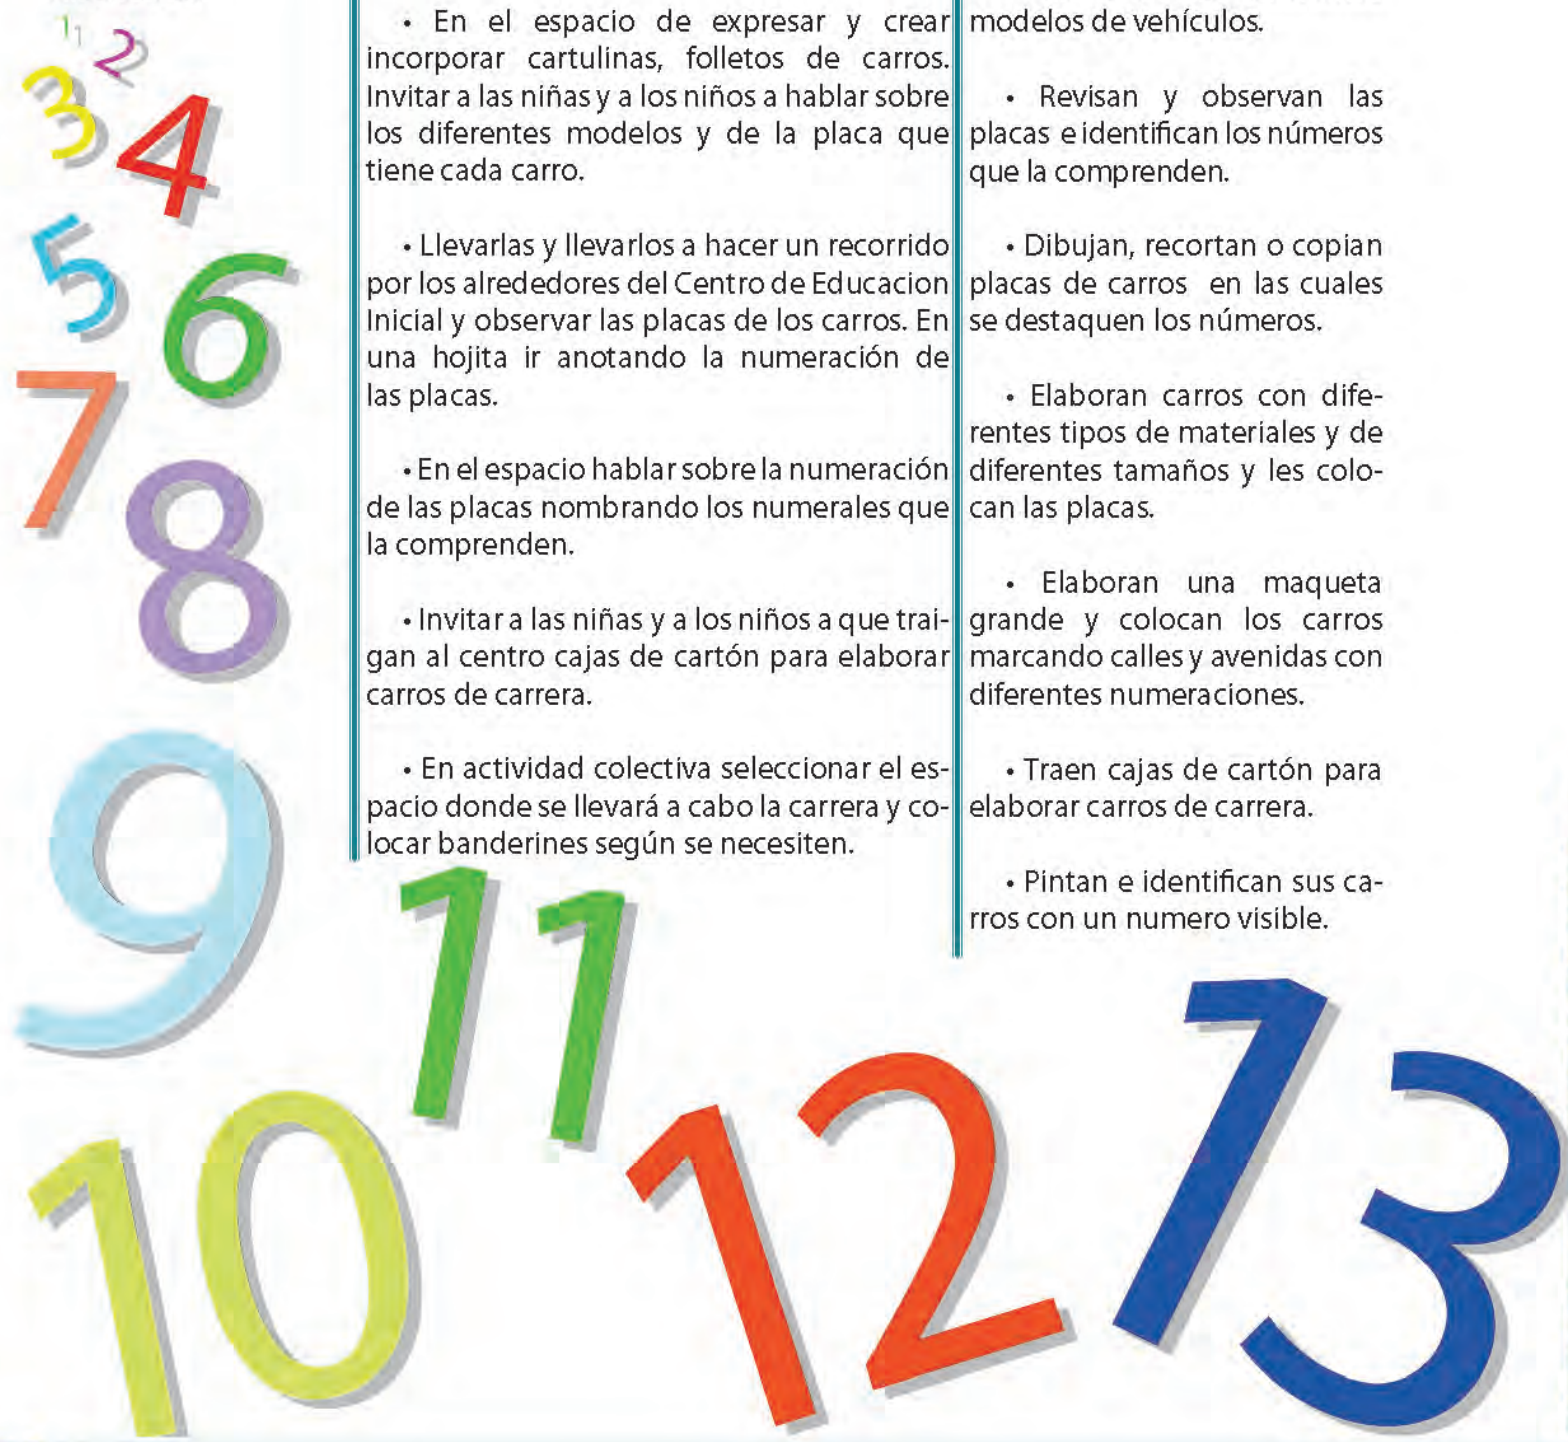 1
2
3
4
5
6
7
8
9
10
11
12
13
• En el espacio de expresar y crear
incorporar cartulinas, folletos de carros.
Invitar a las niñas y a los niños a hablar sobre
los diferentes modelos y de la placa que
tiene cada carro.
• Llevarlas y llevarlos a hacer un recorrido
por los alrededores del Centro de Educacion
Inicial y observar las placas de los carros. En
una hojita ir anotando la numeración de
las placas.
• En el espacio hablar sobre la numeración
de las placas nombrando los numerales que
la comprenden.
• Invitar a las niñas y a los niños a que trai-
gan al centro cajas de cartón para elaborar
carros de carrera.
• En actividad colectiva seleccionar el es-
pacio donde se llevará a cabo la carrera y co-
locar banderines según se necesiten.
modelos de vehículos.
• Revisan y observan las
placas e identifican los números
que la comprenden.
• Dibujan, recortan o copian
placas de carros en las cuales
se destaquen los números.
• Elaboran carros con dife-
rentes tipos de materiales y de
diferentes tamaños y les colo-
can las placas.
• Elaboran una maqueta
grande y colocan los carros
marcando calles y avenidas con
diferentes numeraciones.
• Traen cajas de cartón para
elaborar carros de carrera.
• Pintan e identifican sus ca-
rros con un numero visible.